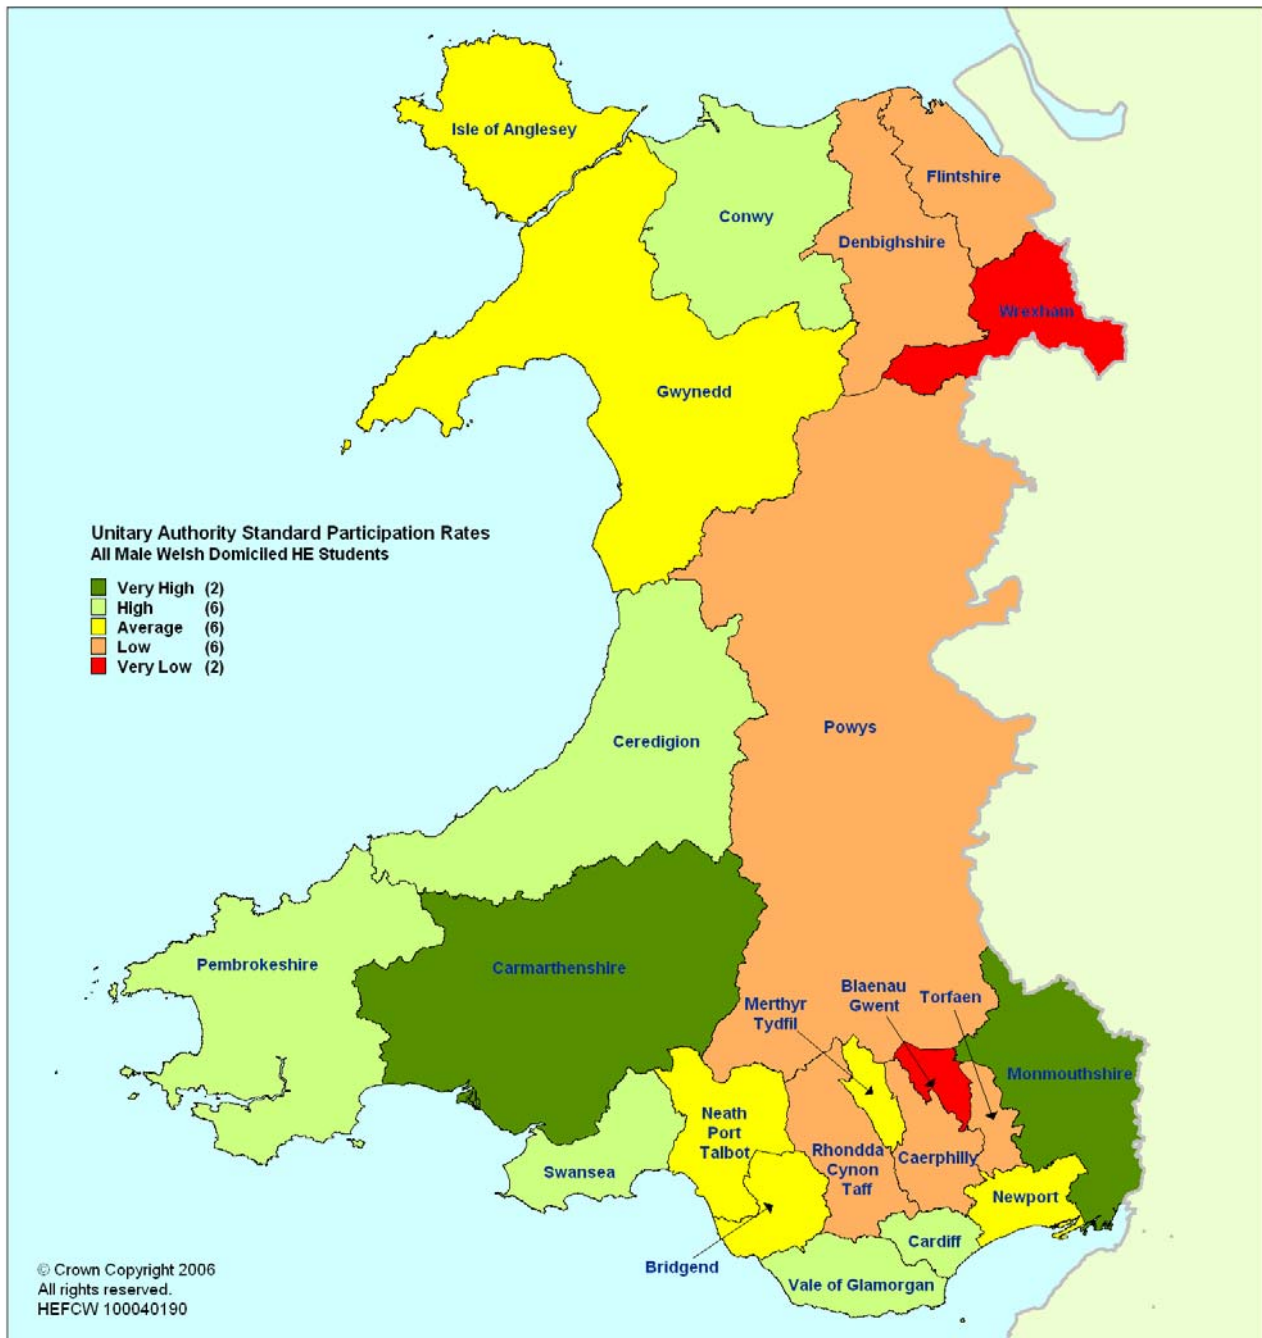 Isle of Anglesey
Flintshire
Conwy
Denbighshire
Wrexham
Gwynedd
Unitary Authority Standard Participation Rates
All Male Welsh Domiciled HE Students
Very High (2)
High (6)
Average (6)
Low (6)
Very Low (2)
Powys
Ceredigion
Pembrokeshire
Carmarthenshire
Merthyr
Tydfil
Blaenau
Gwent
Torfaen
Monmouthshire
Neath
Port
Talbot
Rhondda
Cynon
Taff
Caerphilly
Swansea
Newport
Cardiff
Bridgend
Vale of Glamorgan
© Crown Copyright 2006
All rights reserved.
HEFCW 100040190